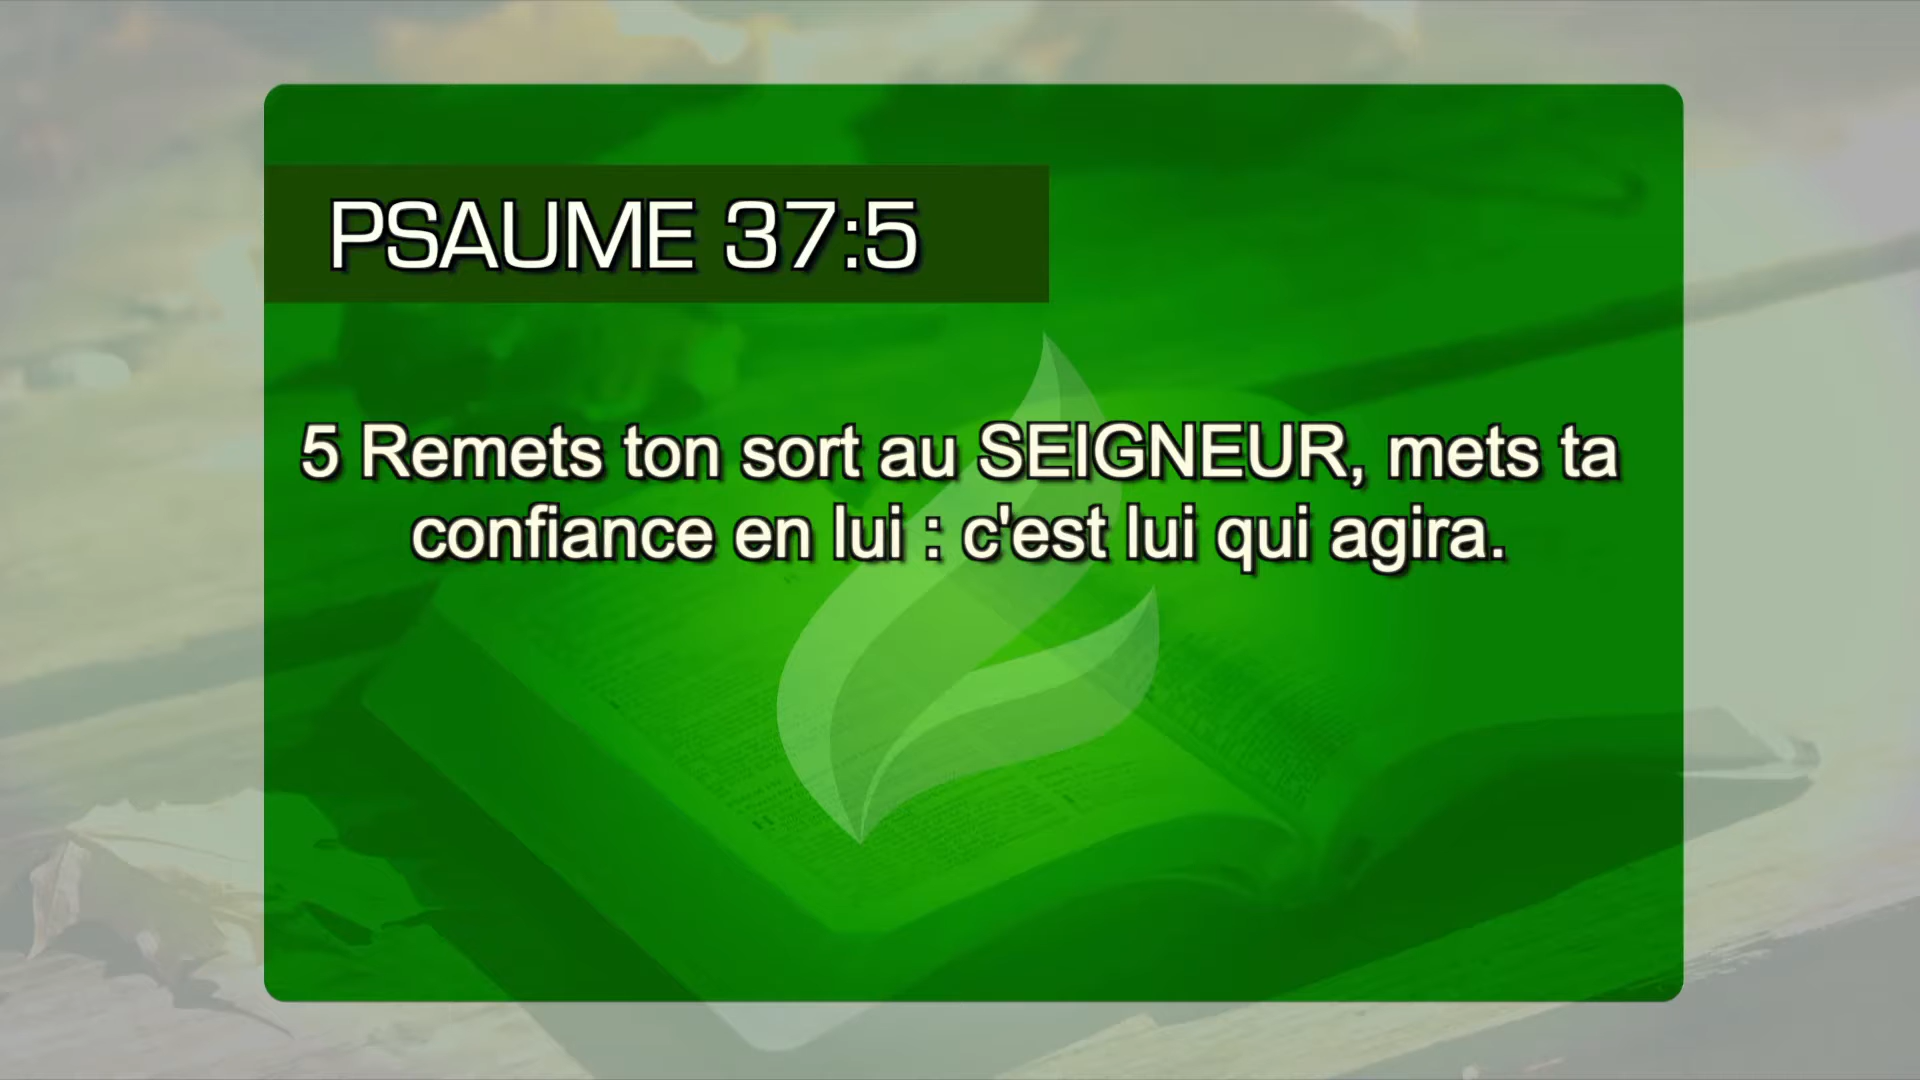 PSAUME 37:5
5 Remets ton sort au SEIGNEUR, mets ta
confiance en lui : c'est lui qui agira.